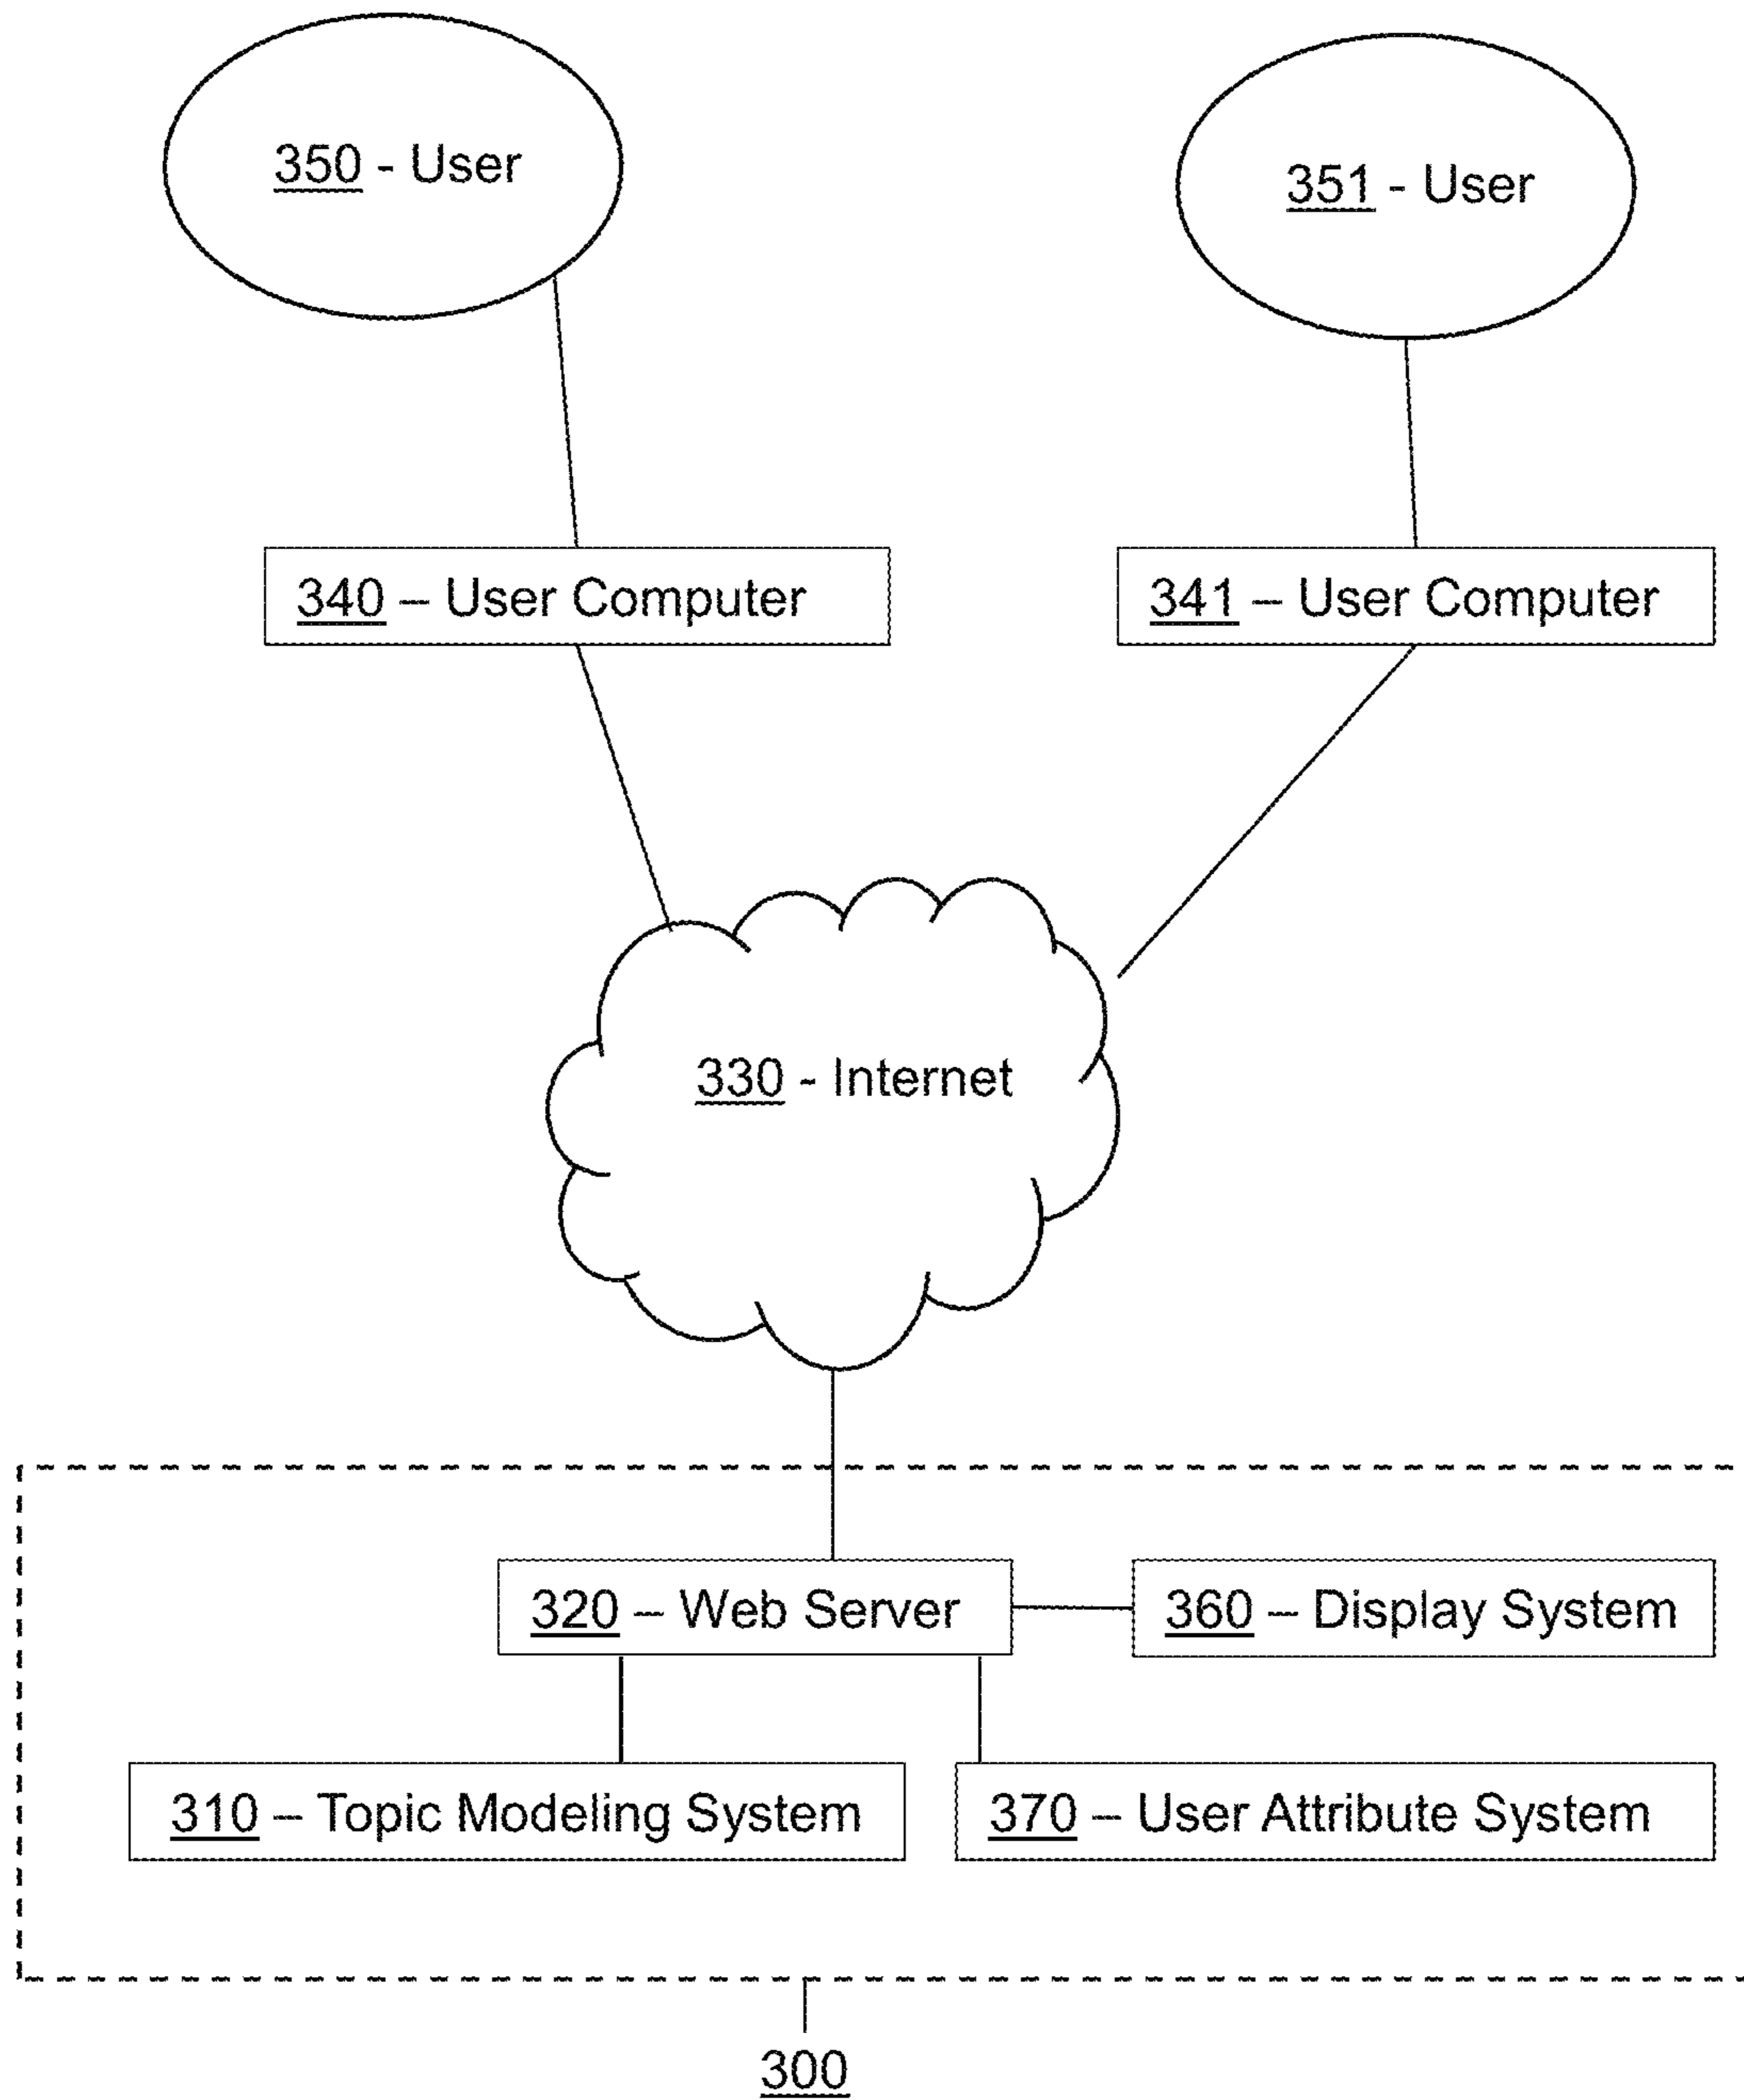 350 - User
351 - User
340 – User Computer
341 – User Computer
330 - Internet
320 – Web Server
360 – Display System
310 – Topic Modeling System
370 – User Attribute System
300